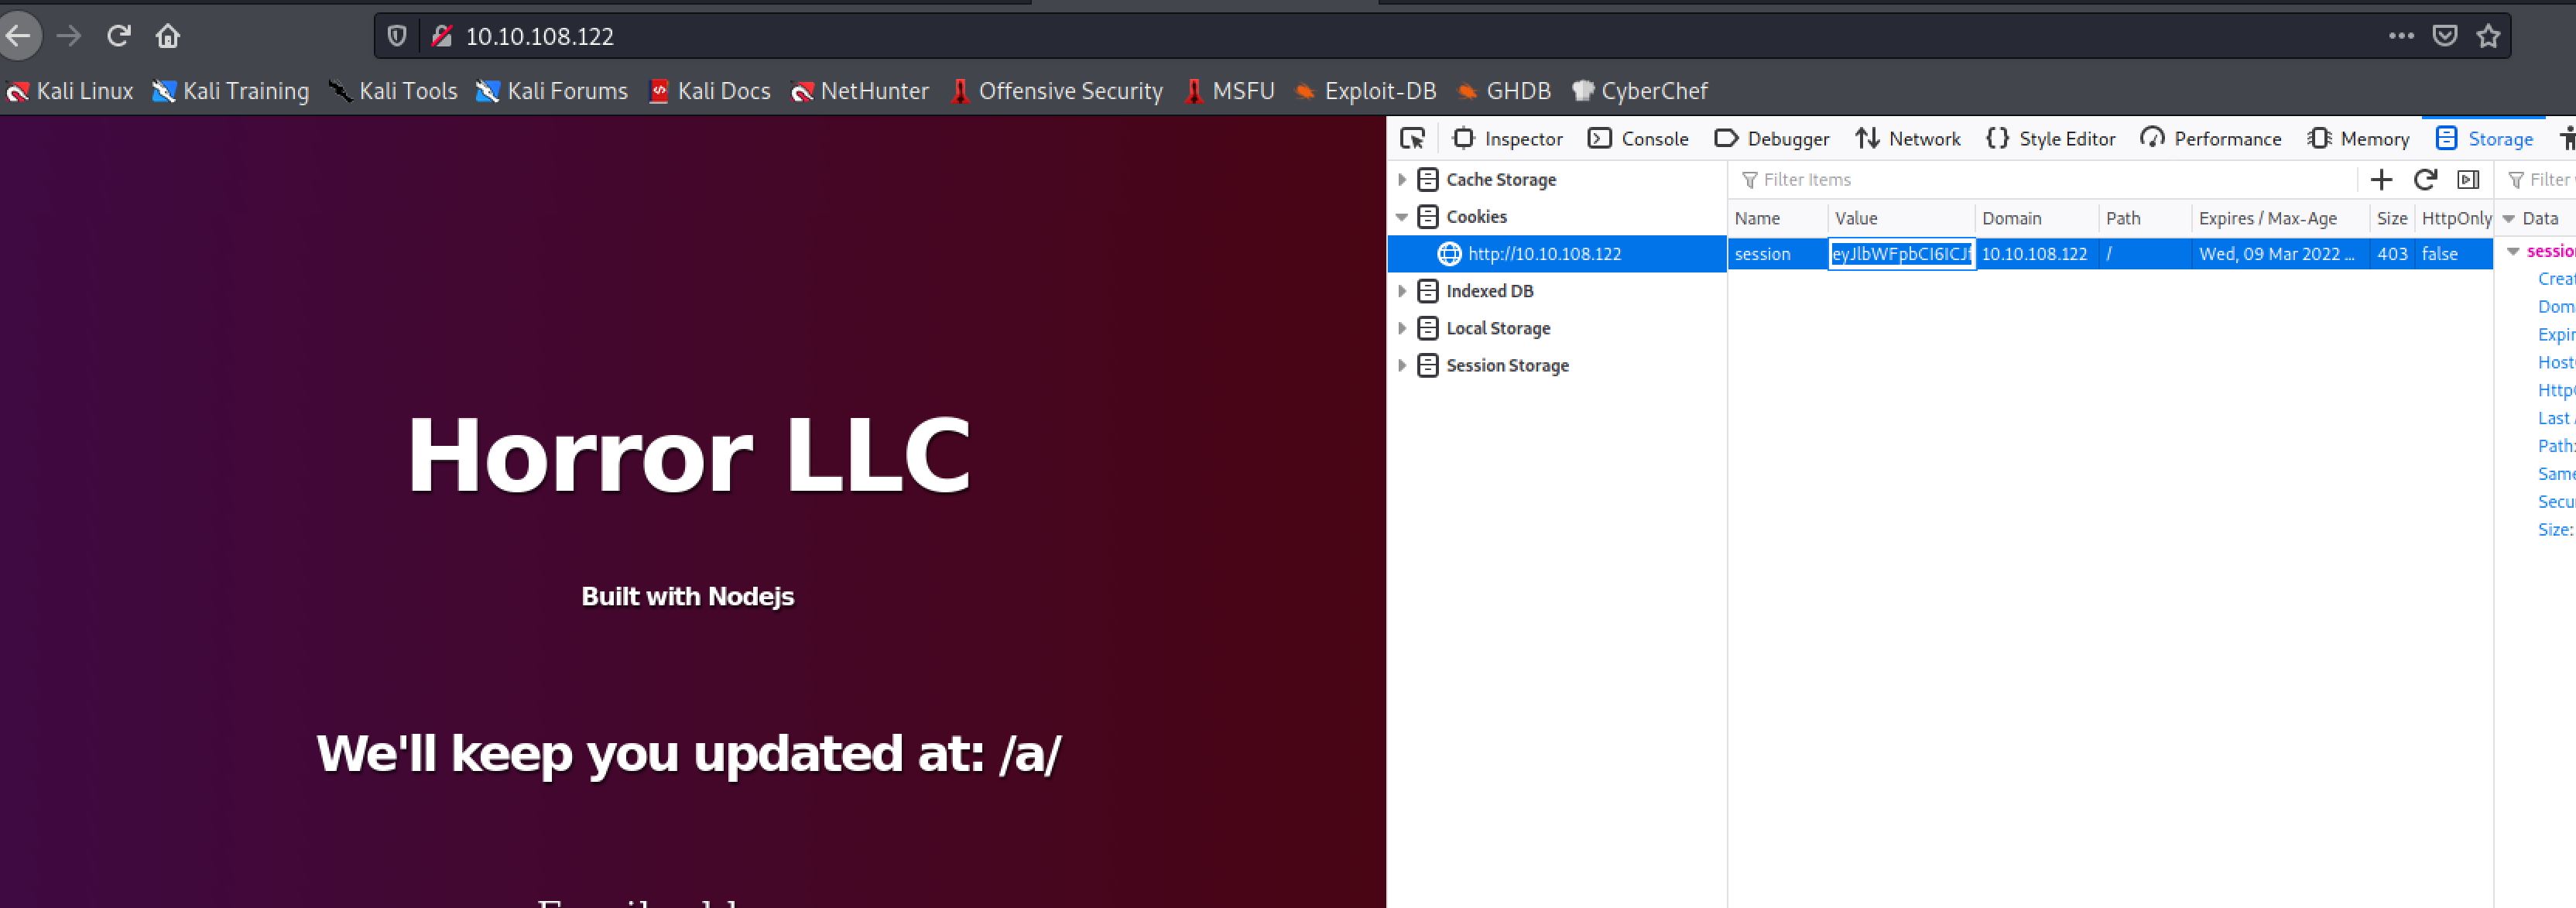 10.10.108.122
Kali Linux Kali Training Kali Tools Kali Forums Kali Docs NetHunter Offensive Security MSFU Exploit-DB GHDB CyberChef
Horror LLC
Built with Nodejs
We'll keep you updated at: /a/
Inspector Console Debugger Network Style Editor Performance Memory Storage
Cache Storage
Cookies
http://10.10.108.122
Indexed DB
Local Storage
Session Storage
Filter Items
Filter
Name Value Domain Path Expires / Max-Age Size HttpOnly
session eyJlbWFpbCI6ICJ 10.10.108.122 / Wed, 09 Mar 2022 ... 403 false
Data
sessio
Creat
Dom
Expir
Host
Http
Last
Path:
Same
Secu
Size: